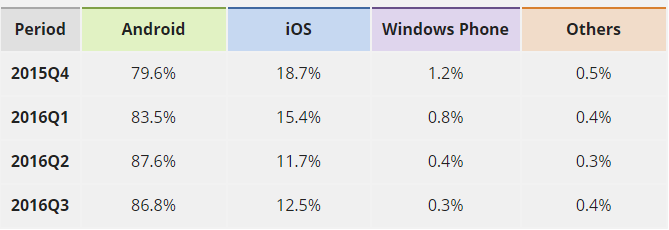 Period Android iOS Windows Phone Others
2015Q4 79.6% 18.7% 1.2% 0.5%
2016Q1 83.5% 15.4% 0.8% 0.4%
2016Q2 87.6% 11.7% 0.4% 0.3%
2016Q3 86.8% 12.5% 0.3% 0.4%